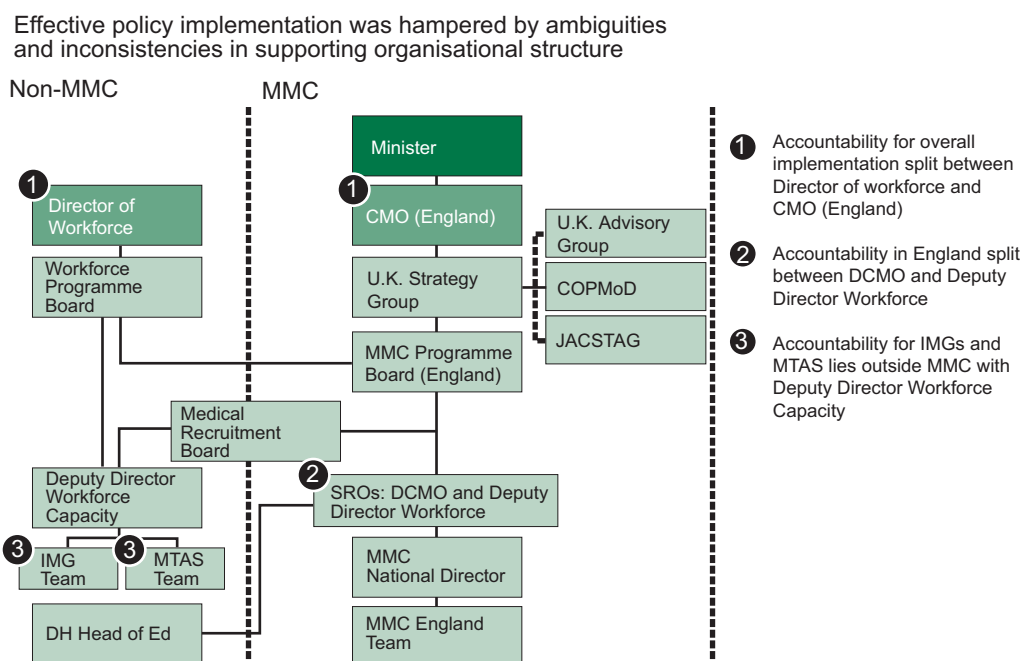 Effective policy implementation was hampered by ambiguities
and inconsistencies in supporting organisational structure
Non-MMC
MMC
Minister
1
Director of
Workforce
1
CMO (England)
Workforce
Programme
Board
U.K. Strategy
Group
U.K. Advisory
Group
COPMoD
JACSTAG
MMC Programme
Board (England)
Medical
Recruitment
Board
Deputy Director
Workforce
Capacity
2
SROs: DCMO and Deputy
Director Workforce
3
IMG
Team
3
MTAS
Team
MMC
National Director
DH Head of Ed
MMC England
Team
1
Accountability for overall
implementation split between
Director of workforce and
CMO (England)
2
Accountability in England split
between DCMO and Deputy
Director Workforce
3
Accountability for IMGs and
MTAS lies outside MMC with
Deputy Director Workforce
Capacity